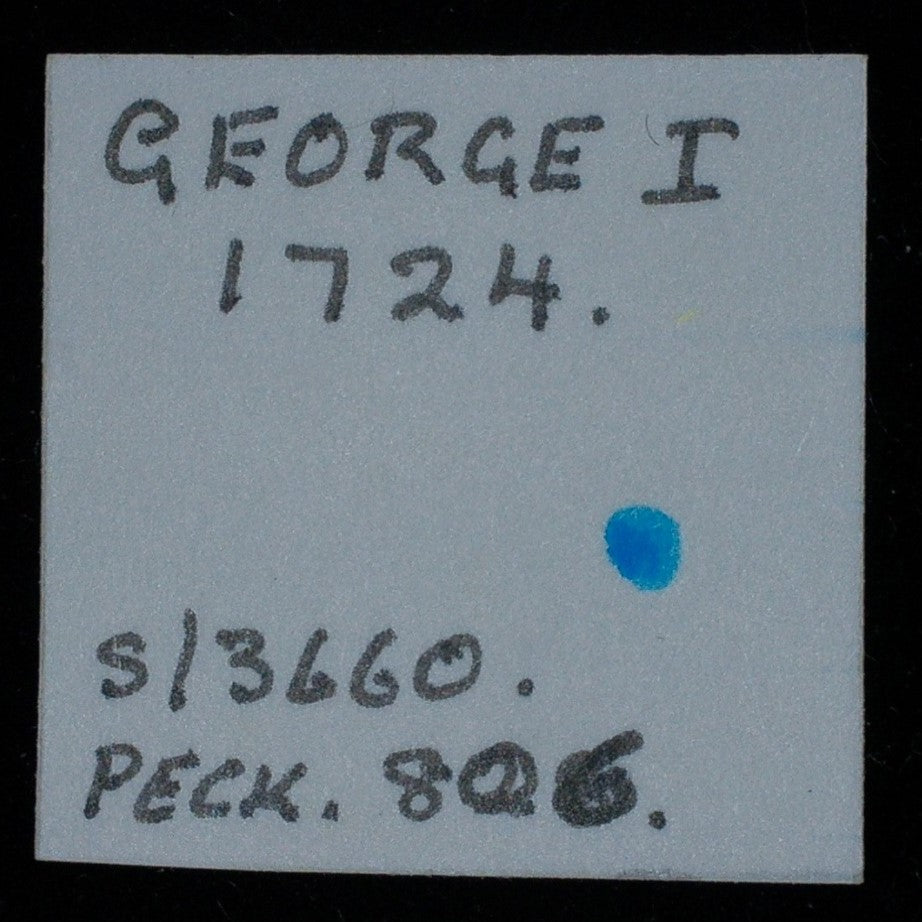 GEORGE I
1724.
S/3660.
PECK. 806.